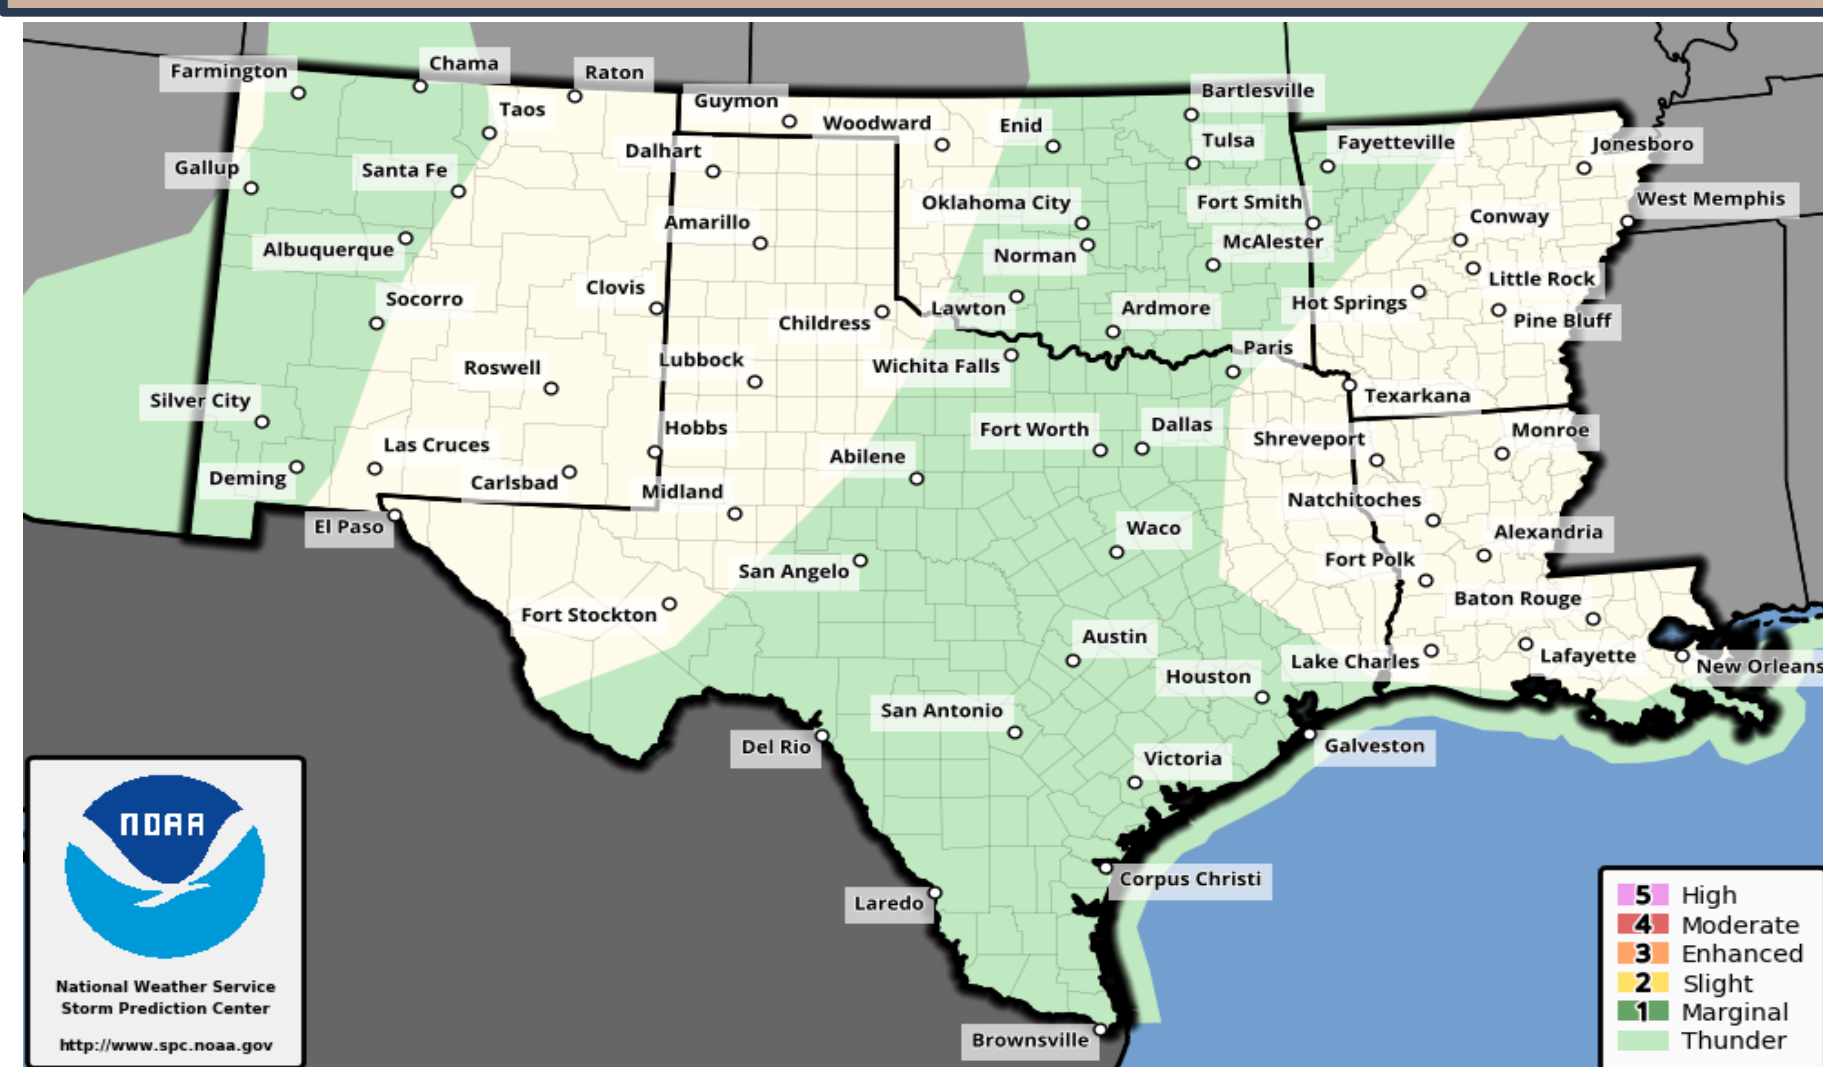 Farmington
Chama
Raton
Taos
Guymon
Woodward
Enid
Bartlesville
Tulsa
Fayetteville
Jonesboro
Gallup
Santa Fe
Dalhart
Oklahoma City
Fort Smith
West Memphis
Albuquerque
Amarillo
Norman
McAlester
Conway
Socorro
Clovis
Childress
Lawton
Ardmore
Hot Springs
Little Rock
Pine Bluff
Roswell
Lubbock
Wichita Falls
Paris
Texarkana
Silver City
Las Cruces
Hobbs
Abilene
Fort Worth
Dallas
Shreveport
Monroe
Deming
Carlsbad
Midland
Natchitoches
El Paso
Waco
Alexandria
San Angelo
Fort Polk
Fort Stockton
Baton Rouge
Austin
Lake Charles
Lafayette
New Orleans
Houston
San Antonio
Del Rio
Galveston
Victoria
Laredo
Corpus Christi
Brownsville
NOAA
National Weather Service
Storm Prediction Center
http://www.spc.noaa.gov
5 High
4 Moderate
3 Enhanced
2 Slight
1 Marginal
Thunder